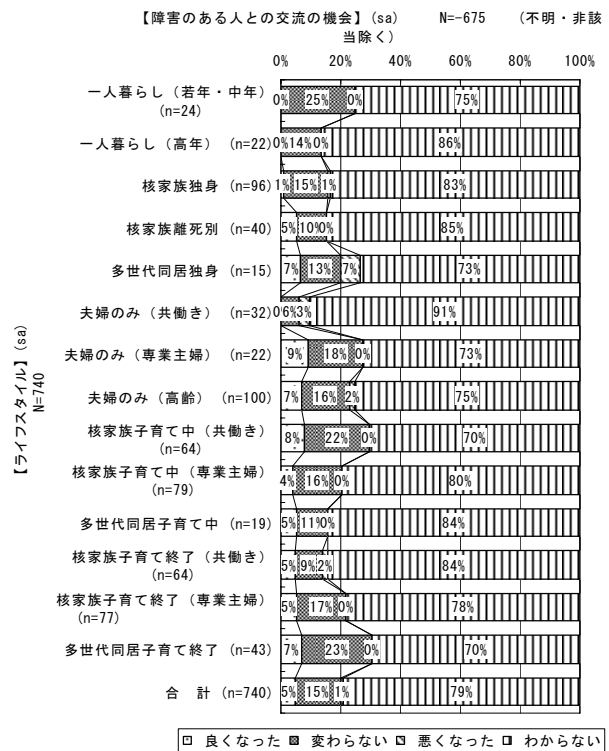 【障害のある人との交流の機会】(sa)　　N=-675　　(不明・非該
当除く)
0%　20%　40%　60%　80%　100%
一人暮らし(若年・中年)　0%　25%　0%　75%
(n=24)
一人暮らし(高年) (n=22)　0%　14%　0%　86%
核家族独身 (n=96)　1%　15%　1%　83%
核家族離死別 (n=40)　5%　10%　0%　85%
多世代同居独身 (n=15)　7%　13%　7%　73%
夫婦のみ(共働き) (n=32)　0%　6%　3%　91%
夫婦のみ(専業主婦) (n=22)　9%　18%　0%　73%
夫婦のみ(高齢) (n=100)　7%　16%　2%　75%
核家族子育て中(共働き)　8%　22%　0%　70%
(n=64)
核家族子育て中(専業主婦)　4%　16%　0%　80%
(n=79)
多世代同居子育て中 (n=19)　5%　11%　0%　84%
核家族子育て終了(共働き)　5%　9%　2%　84%
(n=64)
核家族子育て終了(専業主婦)　5%　17%　0%　78%
(n=77)
多世代同居子育て終了 (n=43)　7%　23%　0%　70%
合　計 (n=740)　5%　15%　1%　79%
【ライフスタイル】(sa)
N=740
良くなった　変わらない　悪くなった　わからない